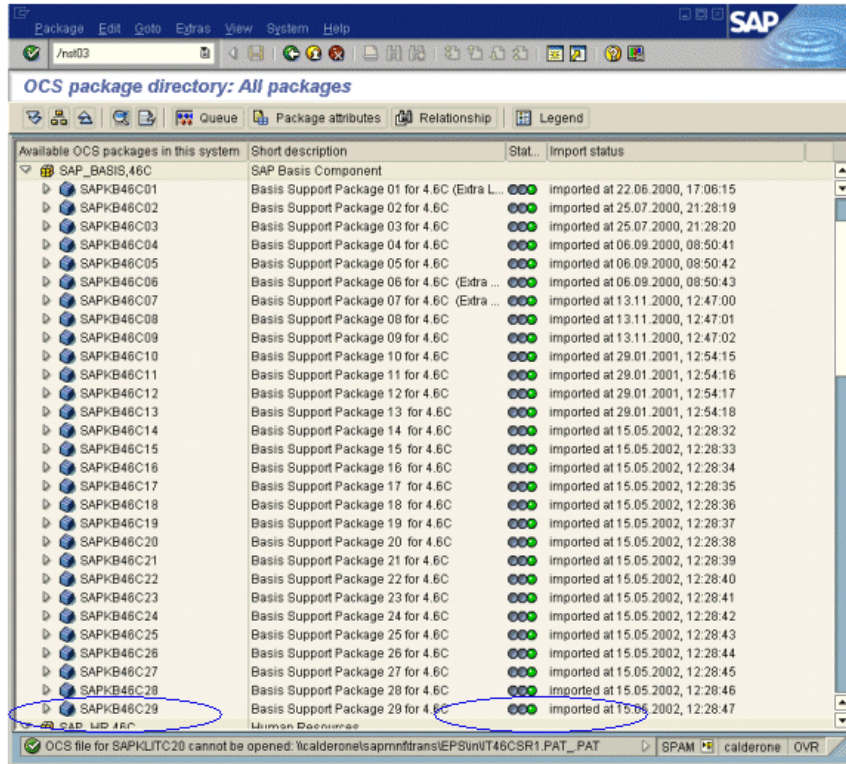 Package Edit Goto Extras View System Help
SAP
/nst03
OCS package directory: All packages
Queue Package attributes Relationship Legend
Available OCS packages in this system Short description Stat... Import status
SAP_BASIS,46C SAP Basis Component
SAPKB46C01 Basis Support Package 01 for 4.6C (Extra L... imported at 22.06.2000, 17:06:15
SAPKB46C02 Basis Support Package 02 for 4.6C imported at 25.07.2000, 21:28:19
SAPKB46C03 Basis Support Package 03 for 4.6C imported at 25.07.2000, 21:28:20
SAPKB46C04 Basis Support Package 04 for 4.6C imported at 06.09.2000, 08:50:41
SAPKB46C05 Basis Support Package 05 for 4.6C imported at 06.09.2000, 08:50:42
SAPKB46C06 Basis Support Package 06 for 4.6C (Extra ... imported at 06.09.2000, 08:50:43
SAPKB46C07 Basis Support Package 07 for 4.6C (Extra ... imported at 13.11.2000, 12:47:00
SAPKB46C08 Basis Support Package 08 for 4.6C imported at 13.11.2000, 12:47:01
SAPKB46C09 Basis Support Package 09 for 4.6C imported at 13.11.2000, 12:47:02
SAPKB46C10 Basis Support Package 10 for 4.6C imported at 29.01.2001, 12:54:15
SAPKB46C11 Basis Support Package 11 for 4.6C imported at 29.01.2001, 12:54:16
SAPKB46C12 Basis Support Package 12 for 4.6C imported at 29.01.2001, 12:54:17
SAPKB46C13 Basis Support Package 13 for 4.6C imported at 29.01.2001, 12:54:18
SAPKB46C14 Basis Support Package 14 for 4.6C imported at 15.05.2002, 12:28:32
SAPKB46C15 Basis Support Package 15 for 4.6C imported at 15.05.2002, 12:28:33
SAPKB46C16 Basis Support Package 16 for 4.6C imported at 15.05.2002, 12:28:34
SAPKB46C17 Basis Support Package 17 for 4.6C imported at 15.05.2002, 12:28:35
SAPKB46C18 Basis Support Package 18 for 4.6C imported at 15.05.2002, 12:28:36
SAPKB46C19 Basis Support Package 19 for 4.6C imported at 15.05.2002, 12:28:37
SAPKB46C20 Basis Support Package 20 for 4.6C imported at 15.05.2002, 12:28:38
SAPKB46C21 Basis Support Package 21 for 4.6C imported at 15.05.2002, 12:28:39
SAPKB46C22 Basis Support Package 22 for 4.6C imported at 15.05.2002, 12:28:40
SAPKB46C23 Basis Support Package 23 for 4.6C imported at 15.05.2002, 12:28:41
SAPKB46C24 Basis Support Package 24 for 4.6C imported at 15.05.2002, 12:28:42
SAPKB46C25 Basis Support Package 25 for 4.6C imported at 15.05.2002, 12:28:43
SAPKB46C26 Basis Support Package 26 for 4.6C imported at 15.05.2002, 12:28:44
SAPKB46C27 Basis Support Package 27 for 4.6C imported at 15.05.2002, 12:28:45
SAPKB46C28 Basis Support Package 28 for 4.6C imported at 15.05.2002, 12:28:46
SAPKB46C29 Basis Support Package 29 for 4.6C imported at 15.05.2002, 12:28:47
SAP_HR,46C Human Resources
OCS file for SAPKLITC20 cannot be opened: \\calderone\sapmnt\trans\EPS\in\IT46CSR1.PAT_.PAT SPAM calderone OVR